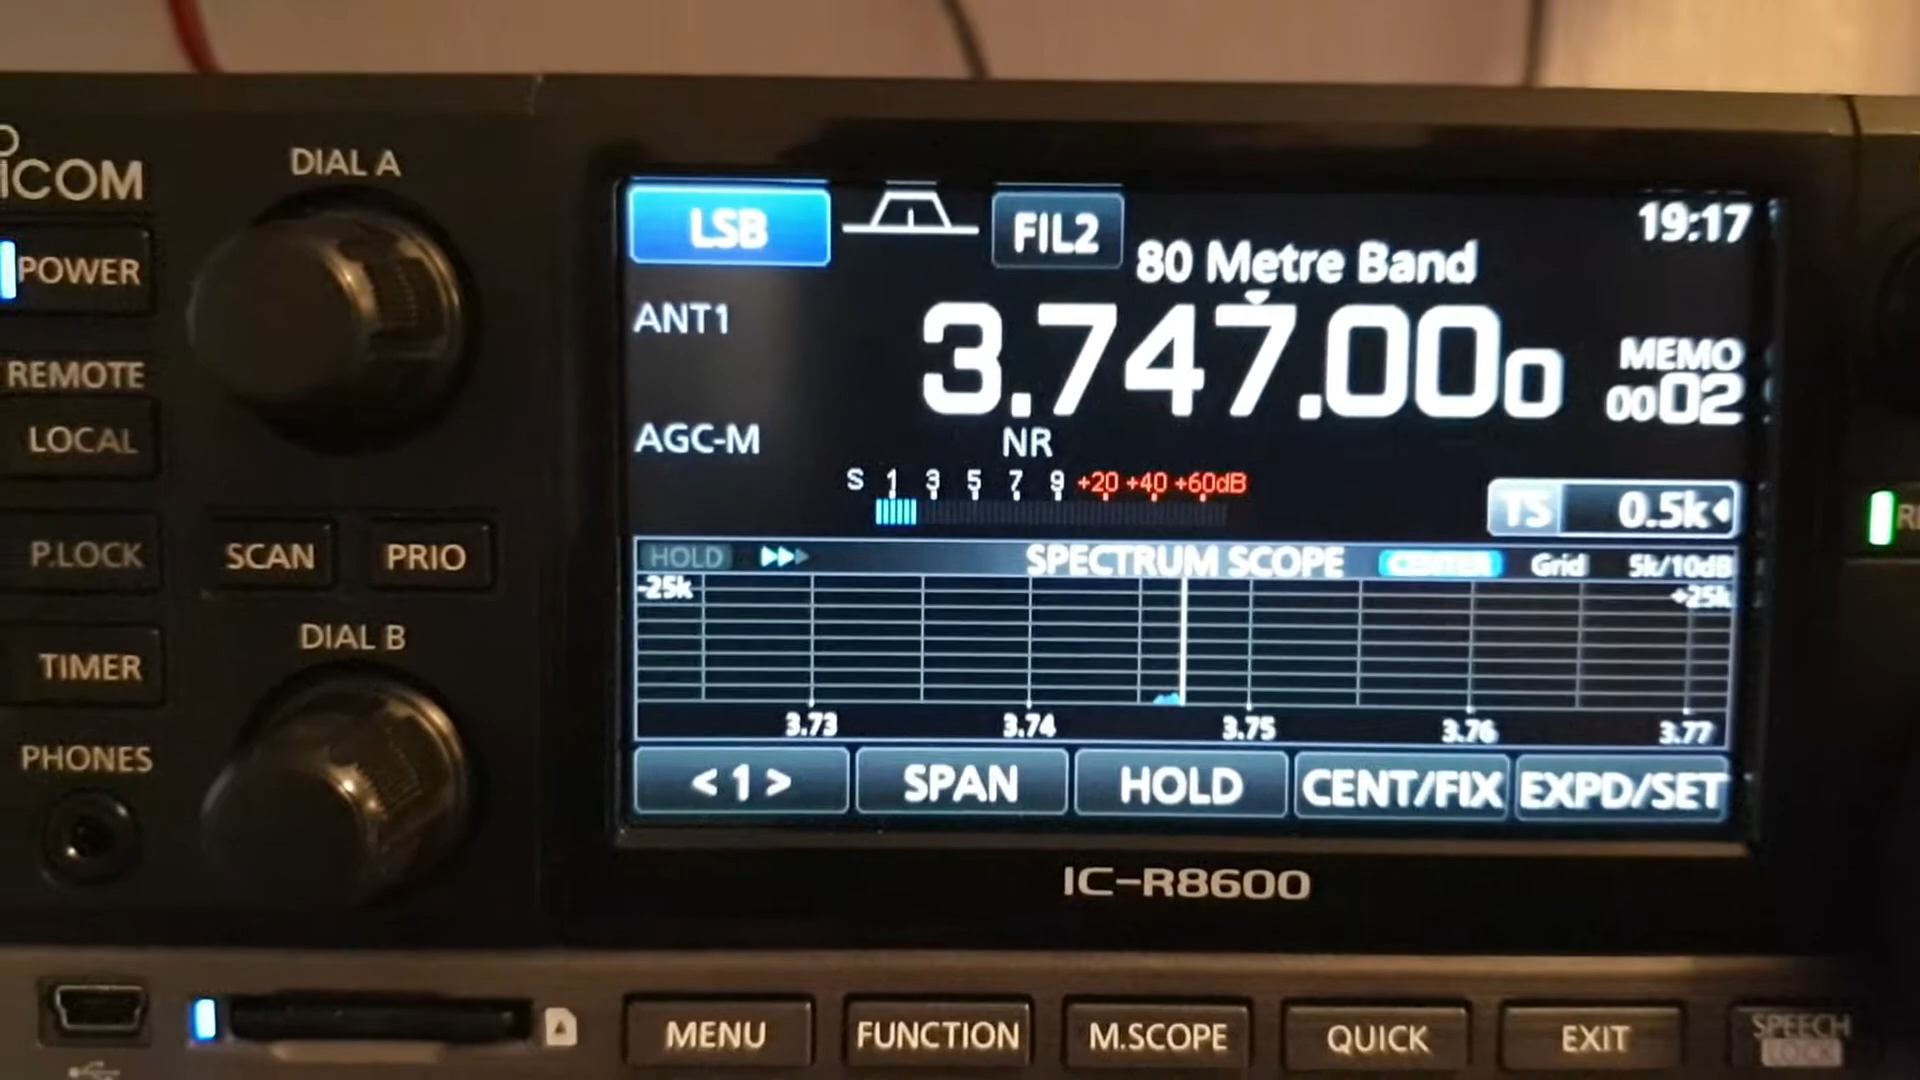 ICOM
DIAL A
POWER
REMOTE
LOCAL
P.LOCK
SCAN
PRIO
TIMER
DIAL B
PHONES
LSB
FIL2
80 Metre Band
19:17
ANT1
3.747.000
MEMO
0002
AGC-M
NR
S 1 3 5 7 9 +20 +40 +60dB
TS 0.5k
HOLD
SPECTRUM SCOPE
CENTER
Grid
5k/10dB
-25k
+25k
3.73 3.74 3.75 3.76 3.77
< 1 >
SPAN
HOLD
CENT/FIX
EXPD/SET
IC-R8600
MENU
FUNCTION
M.SCOPE
QUICK
EXIT
SPEECH
LOCK